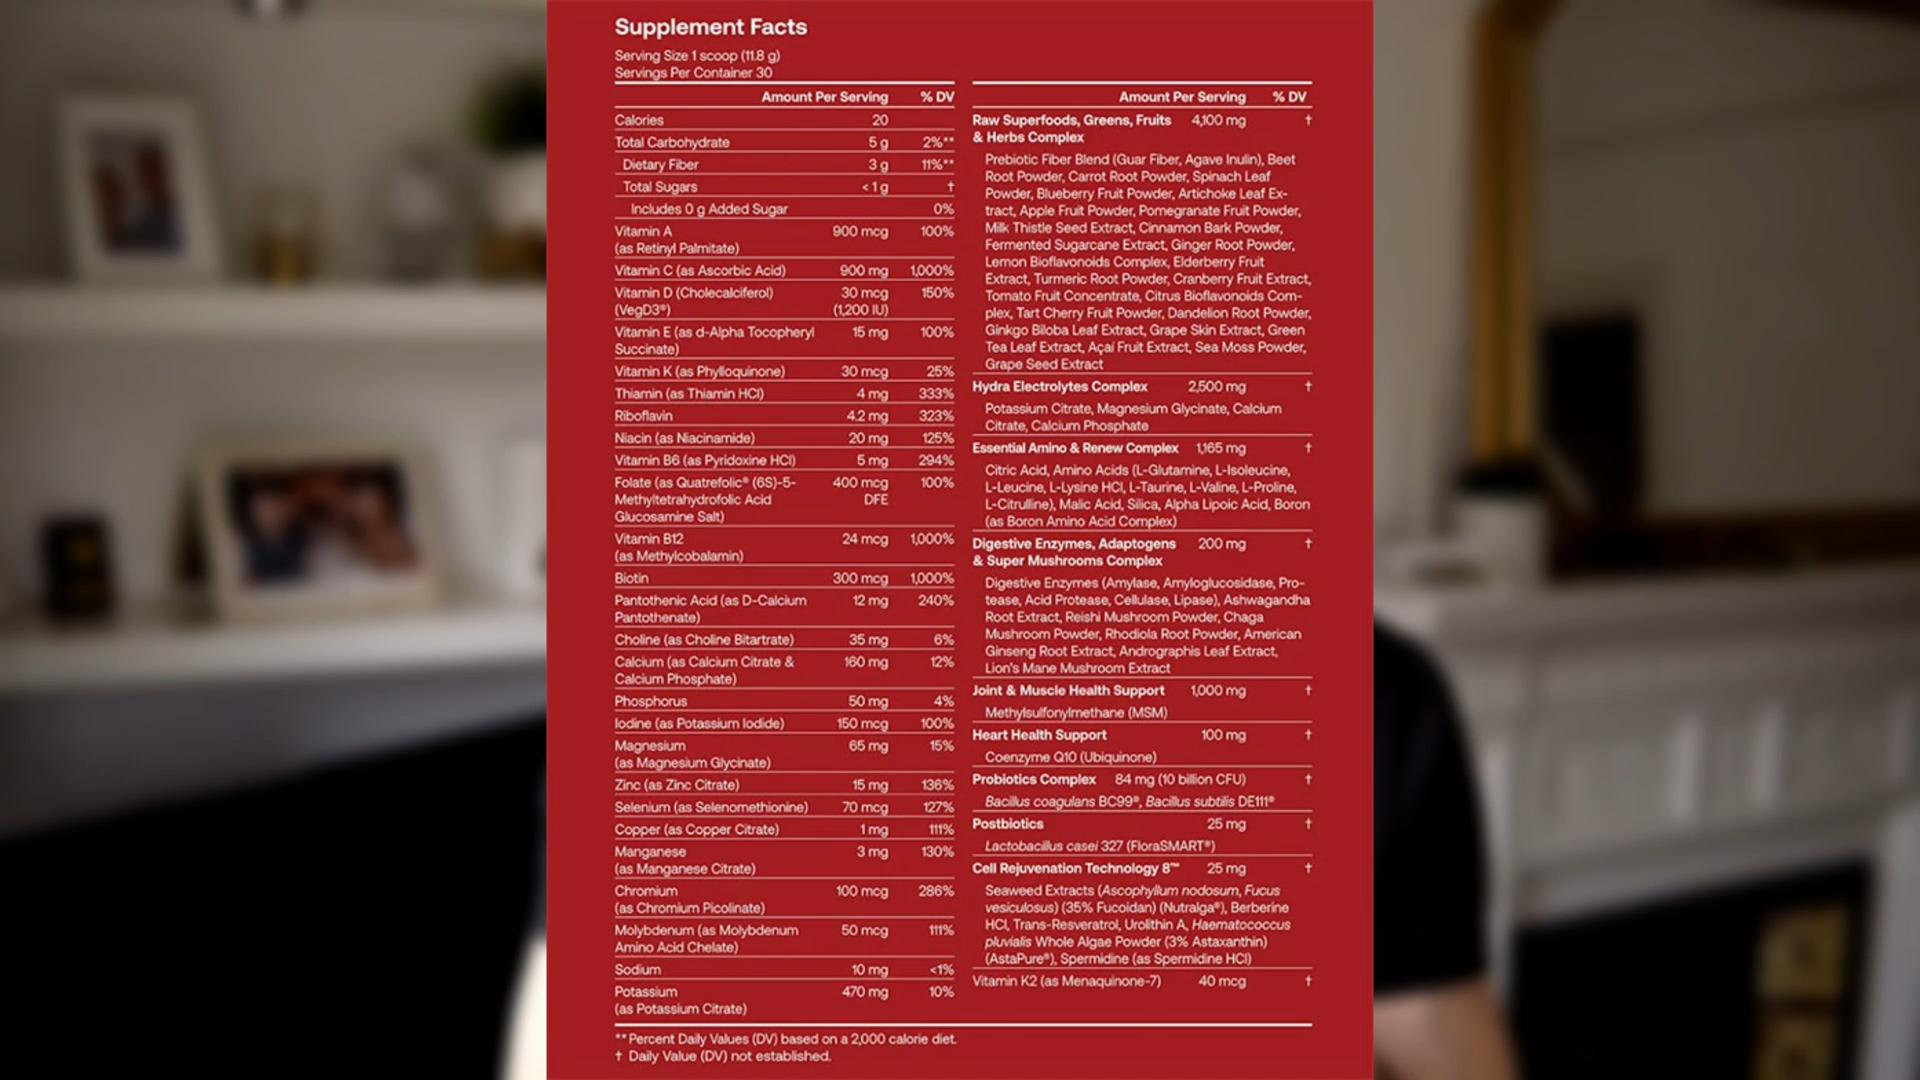 Supplement Facts
Serving Size 1 scoop (11.8 g)
Servings Per Container 30
Amount Per Serving % DV
Calories 20
Total Carbohydrate 5 g 2%**
Dietary Fiber 3 g 11%**
Total Sugars <1 g †
Includes 0 g Added Sugar 0%
Vitamin A 900 mcg 100%
(as Retinyl Palmitate)
Vitamin C (as Ascorbic Acid) 900 mg 1,000%
Vitamin D (Cholecalciferol) 30 mcg 150%
(VegD3®) (1,200 IU)
Vitamin E (as d-Alpha Tocopheryl 15 mg 100%
Succinate)
Vitamin K (as Phylloquinone) 30 mcg 25%
Thiamin (as Thiamin HCl) 4 mg 333%
Riboflavin 4.2 mg 323%
Niacin (as Niacinamide) 20 mg 125%
Vitamin B6 (as Pyridoxine HCl) 5 mg 294%
Folate (as Quatrefolic® (6S)-5- 400 mcg 100%
Methyltetrahydrofolic Acid DFE
Glucosamine Salt)
Vitamin B12 24 mcg 1,000%
(as Methylcobalamin)
Biotin 300 mcg 1,000%
Pantothenic Acid (as D-Calcium 12 mg 240%
Pantothenate)
Choline (as Choline Bitartrate) 35 mg 6%
Calcium (as Calcium Citrate & 160 mg 12%
Calcium Phosphate)
Phosphorus 50 mg 4%
Iodine (as Potassium Iodide) 150 mcg 100%
Magnesium 65 mg 15%
(as Magnesium Glycinate)
Zinc (as Zinc Citrate) 15 mg 136%
Selenium (as Selenomethionine) 70 mcg 127%
Copper (as Copper Citrate) 1 mg 111%
Manganese 3 mg 130%
(as Manganese Citrate)
Chromium 100 mcg 286%
(as Chromium Picolinate)
Molybdenum (as Molybdenum 50 mcg 111%
Amino Acid Chelate)
Sodium 10 mg <1%
Potassium 470 mg 10%
(as Potassium Citrate)
Amount Per Serving % DV
Raw Superfoods, Greens, Fruits 4,100 mg †
& Herbs Complex
Prebiotic Fiber Blend (Guar Fiber, Agave Inulin), Beet
Root Powder, Carrot Root Powder, Spinach Leaf
Powder, Blueberry Fruit Powder, Artichoke Leaf Ex-
tract, Apple Fruit Powder, Pomegranate Fruit Powder,
Milk Thistle Seed Extract, Cinnamon Bark Powder,
Fermented Sugarcane Extract, Ginger Root Powder,
Lemon Bioflavonoids Complex, Elderberry Fruit
Extract, Turmeric Root Powder, Cranberry Fruit Extract,
Tomato Fruit Concentrate, Citrus Bioflavonoids Com-
plex, Tart Cherry Fruit Powder, Dandelion Root Powder,
Ginkgo Biloba Leaf Extract, Grape Skin Extract, Green
Tea Leaf Extract, Açaí Fruit Extract, Sea Moss Powder,
Grape Seed Extract
Hydra Electrolytes Complex 2,500 mg †
Potassium Citrate, Magnesium Glycinate, Calcium
Citrate, Calcium Phosphate
Essential Amino & Renew Complex 1,165 mg †
Citric Acid, Amino Acids (L-Glutamine, L-Isoleucine,
L-Leucine, L-Lysine HCl, L-Taurine, L-Valine, L-Proline,
L-Citrulline), Malic Acid, Silica, Alpha Lipoic Acid, Boron
(as Boron Amino Acid Complex)
Digestive Enzymes, Adaptogens 200 mg †
& Super Mushrooms Complex
Digestive Enzymes (Amylase, Amyloglucosidase, Pro-
tease, Acid Protease, Cellulase, Lipase), Ashwagandha
Root Extract, Reishi Mushroom Powder, Chaga
Mushroom Powder, Rhodiola Root Powder, American
Ginseng Root Extract, Andrographis Leaf Extract,
Lion's Mane Mushroom Extract
Joint & Muscle Health Support 1,000 mg †
Methylsulfonylmethane (MSM)
Heart Health Support 100 mg †
Coenzyme Q10 (Ubiquinone)
Probiotics Complex 84 mg (10 billion CFU) †
Bacillus coagulans BC99®, Bacillus subtilis DE111®
Postbiotics 25 mg †
Lactobacillus casei 327 (FloraSMART®)
Cell Rejuvenation Technology 8™ 25 mg †
Seaweed Extracts (Ascophyllum nodosum, Fucus
vesiculosus) (35% Fucoidan) (Nutralga®), Berberine
HCl, Trans-Resveratrol, Urolithin A, Haematococcus
pluvialis Whole Algae Powder (3% Astaxanthin)
(AstaPure®), Spermidine (as Spermidine HCl)
Vitamin K2 (as Menaquinone-7) 40 mcg †
** Percent Daily Values (DV) based on a 2,000 calorie diet.
† Daily Value (DV) not established.